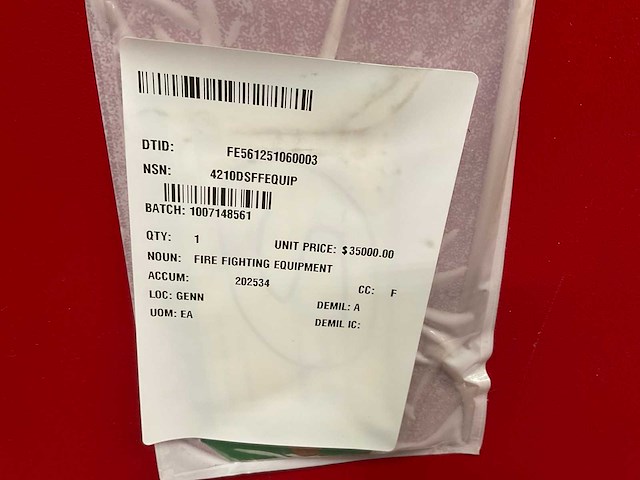 DTID: FE561251060003
NSN: 4210DSFFEQUIP
BATCH: 1007148561
QTY: 1 UNIT PRICE: $35000.00
NOUN: FIRE FIGHTING EQUIPMENT
ACCUM: 202534 CC: F
LOC: GENN DEMIL: A
UOM: EA DEMIL IC: